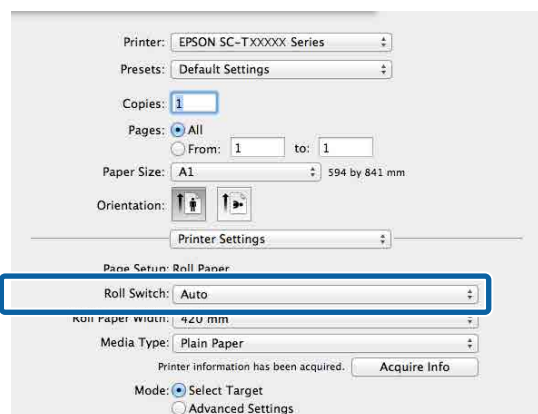 Printer: EPSON SC-TXXXXX Series
Presets: Default Settings
Copies: 1
Pages: All
From: 1 to: 1
Paper Size: A1 594 by 841 mm
Orientation:
Printer Settings
Page Setup: Roll Paper
Roll Switch: Auto
Roll Paper Width: 420 mm
Media Type: Plain Paper
Printer information has been acquired. Acquire Info
Mode: Select Target
Advanced Settings